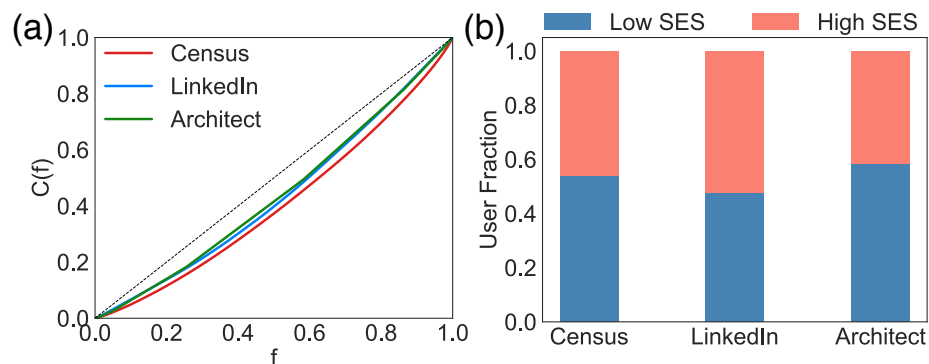 (a)
1.0
0.8
0.6
0.4
0.2
0.0
C(f)
Census
LinkedIn
Architect
0.0 0.2 0.4 0.6 0.8 1.0
f
(b)
Low SES High SES
1.0
0.8
0.6
0.4
0.2
0.0
User Fraction
Census LinkedIn Architect